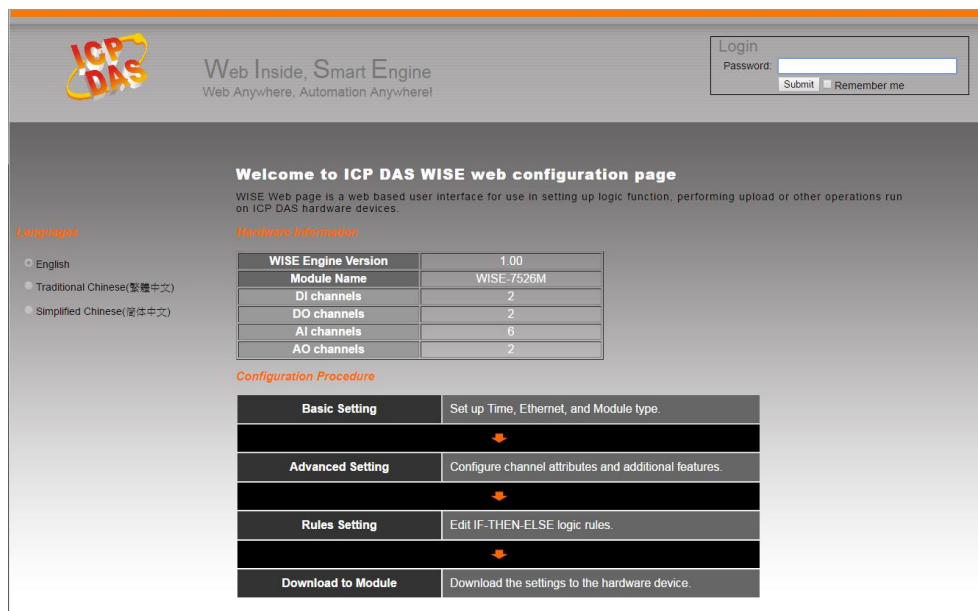 ICP
DAS
Web Inside, Smart Engine
Web Anywhere, Automation Anywhere!
Login
Password:
Submit Remember me
Welcome to ICP DAS WISE web configuration page
WISE Web page is a web based user interface for use in setting up logic function, performing upload or other operations run
on ICP DAS hardware devices.
Languages
English
Traditional Chinese(繁體中文)
Simplified Chinese(简体中文)
Hardware Information
WISE Engine Version 1.00
Module Name WISE-7526M
DI channels 2
DO channels 2
AI channels 6
AO channels 2
Configuration Procedure
Basic Setting Set up Time, Ethernet, and Module type.
Advanced Setting Configure channel attributes and additional features.
Rules Setting Edit IF-THEN-ELSE logic rules.
Download to Module Download the settings to the hardware device.